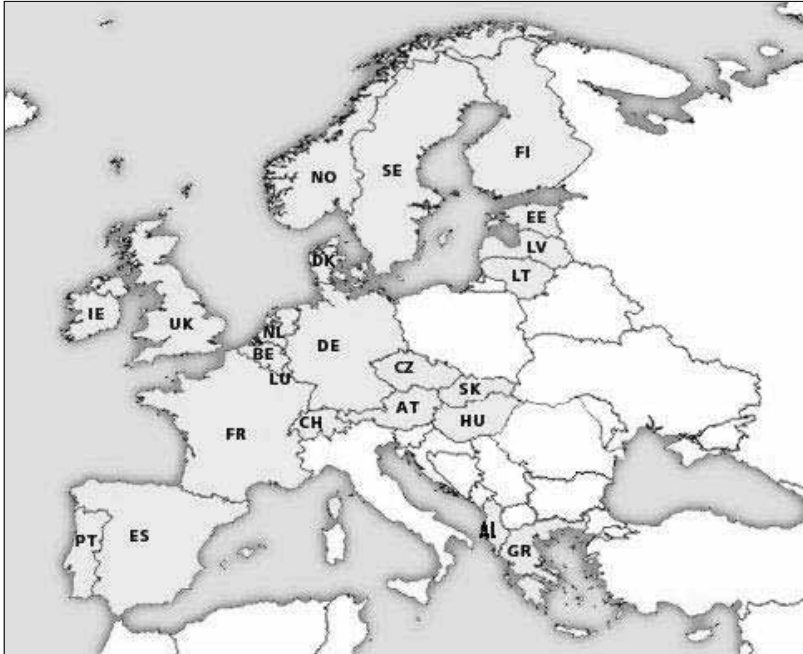 FI
NO
SE
EE
LV
DK
LT
IE
UK
NL
DE
BE
CZ
LU
SK
AT
CH
HU
FR
AL
PT
ES
GR